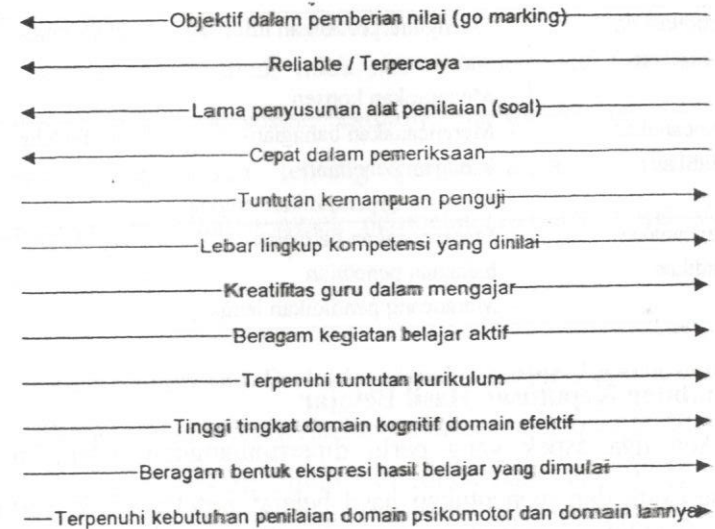 Objektif dalam pemberian nilai (go marking)
Reliable / Terpercaya
Lama penyusunan alat penilaian (soal)
Cepat dalam pemeriksaan
Tuntutan kemampuan penguji
Lebar lingkup kompetensi yang dinilai
Kreatifitas guru dalam mengajar
Beragam kegiatan belajar aktif
Terpenuhi tuntutan kurikulum
Tinggi tingkat domain kognitif domain efektif
Beragam bentuk ekspresi hasil belajar yang dimulai
Terpenuhi kebutuhan penilaian domain psikomotor dan domain lainnya